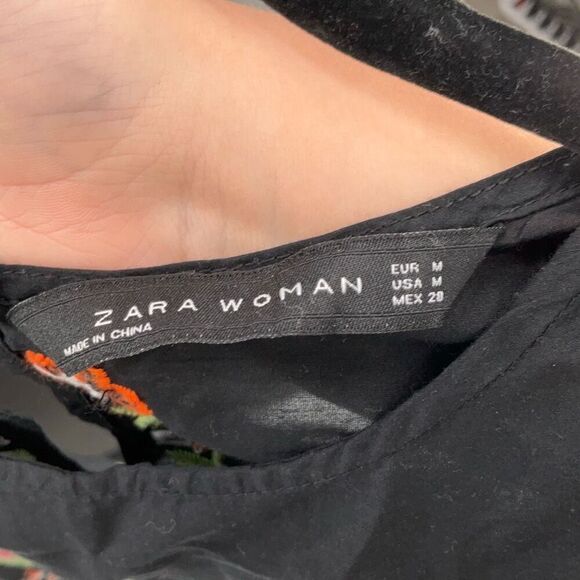 ZARA WOMAN
MADE IN CHINA
EUR M
USA M
MEX 28